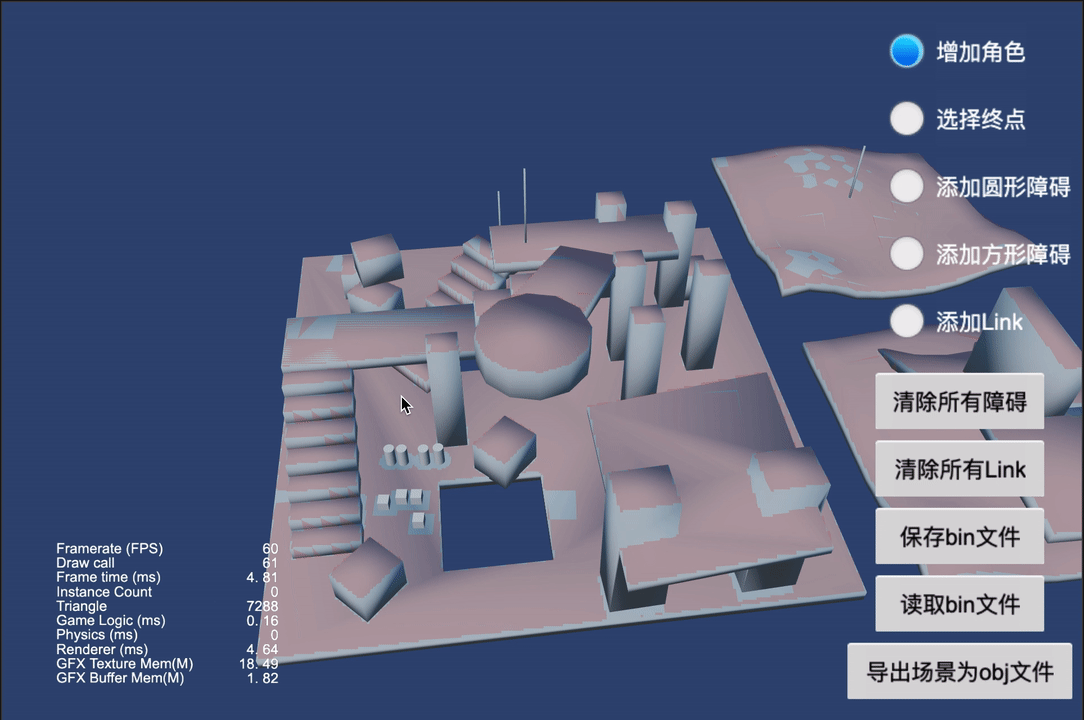 增加角色
选择终点
添加圆形障碍
添加方形障碍
添加Link
清除所有障碍
清除所有Link
保存bin文件
读取bin文件
导出场景为obj文件
Framerate (FPS) 60
Draw call 61
Frame time (ms) 4.81
Instance Count 0
Triangle 7288
Game Logic (ms) 0.16
Physics (ms) 0
Renderer (ms) 4.64
GFX Texture Mem(M) 18.49
GFX Buffer Mem(M) 1.82